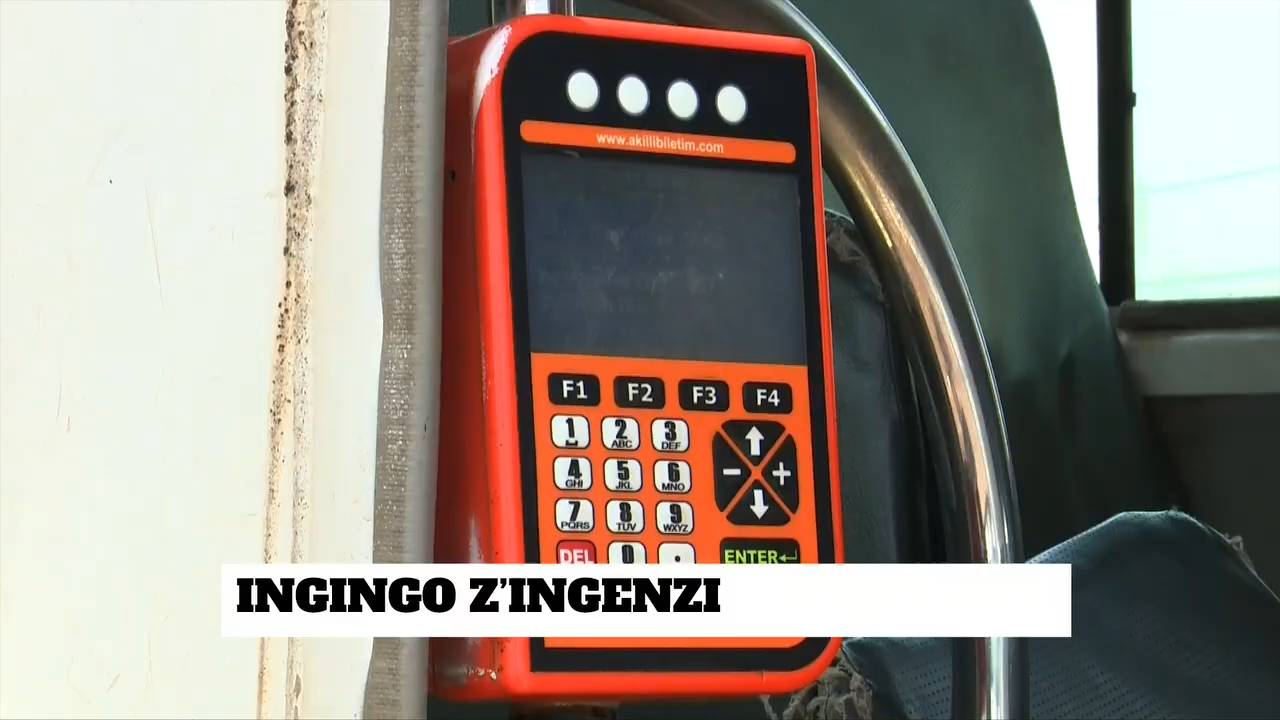 www.akillibiletim.com
F1 F2 F3 F4
1 2 ABC 3 DEF
4 GHI 5 JKL 6 MNO
- +
7 PQRS 8 TUV 9 WXYZ
DEL 0 . ENTER
INGINGO Z’INGENZI